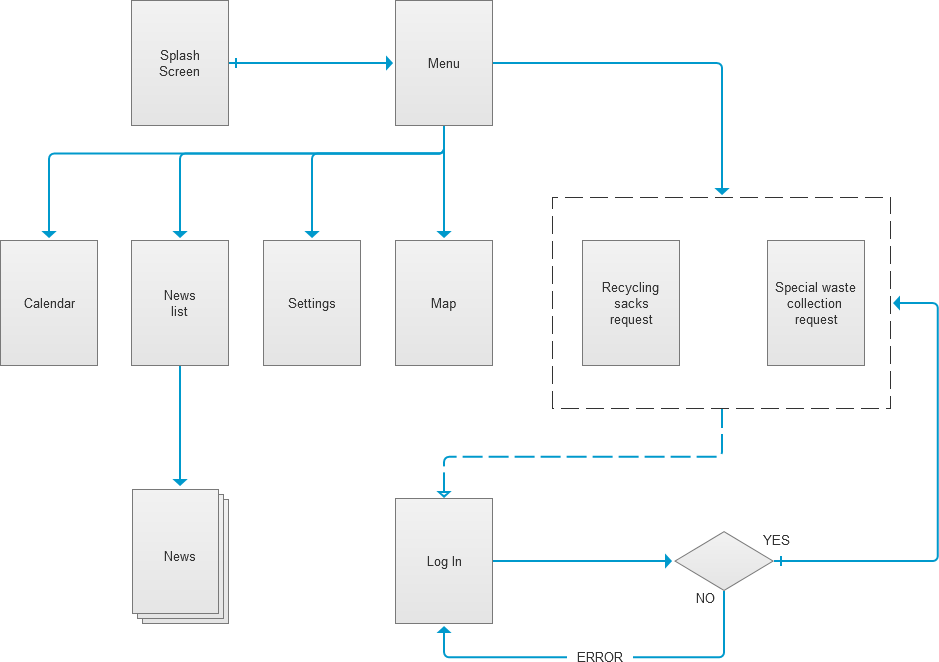 Splash
Screen
Menu
Calendar
News
list
Settings
Map
Recycling
sacks
request
Special waste
collection
request
News
Log In
YES
NO
ERROR